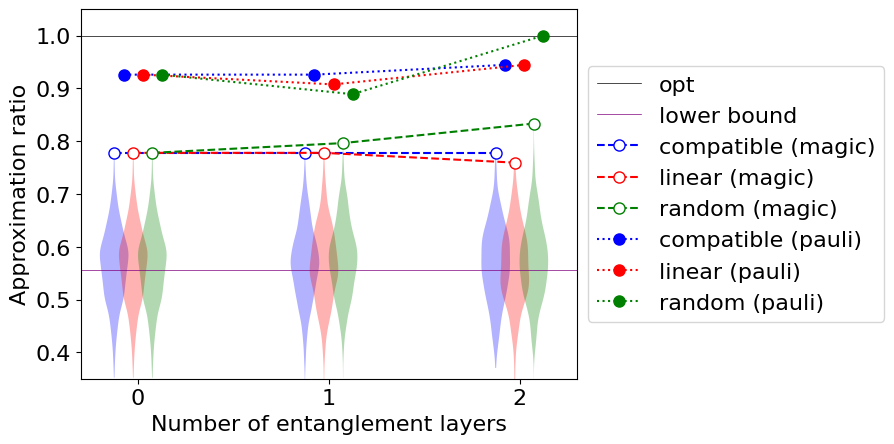 Approximation ratio
1.0
0.9
0.8
0.7
0.6
0.5
0.4
0
1
2
Number of entanglement layers
opt
lower bound
compatible (magic)
linear (magic)
random (magic)
compatible (pauli)
linear (pauli)
random (pauli)